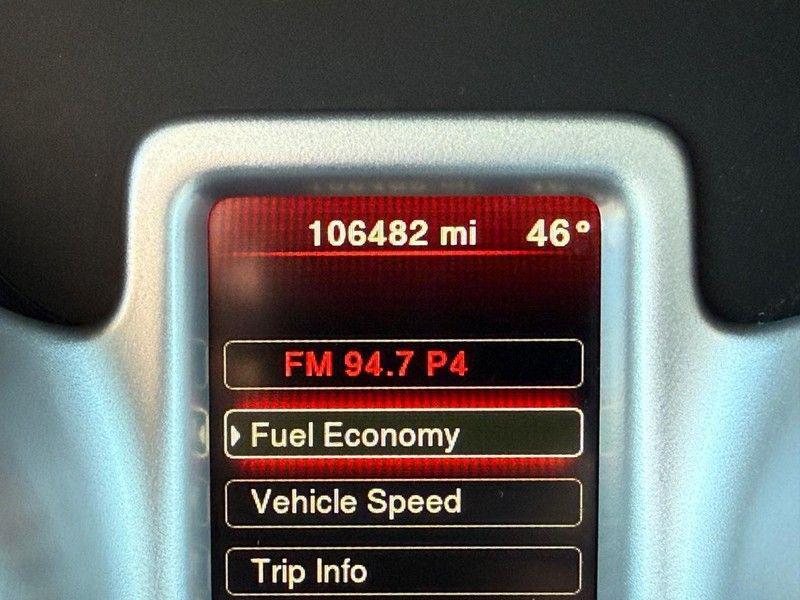 106482 mi 46°
FM 94.7 P4
Fuel Economy
Vehicle Speed
Trip Info